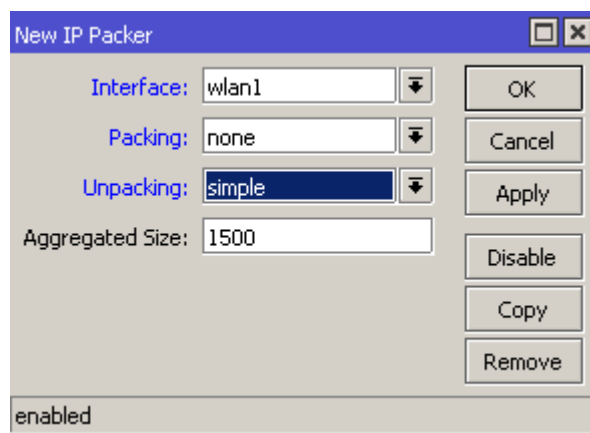 New IP Packer
Interface: wlan1
Packing: none
Unpacking: simple
Aggregated Size: 1500
OK
Cancel
Apply
Disable
Copy
Remove
enabled